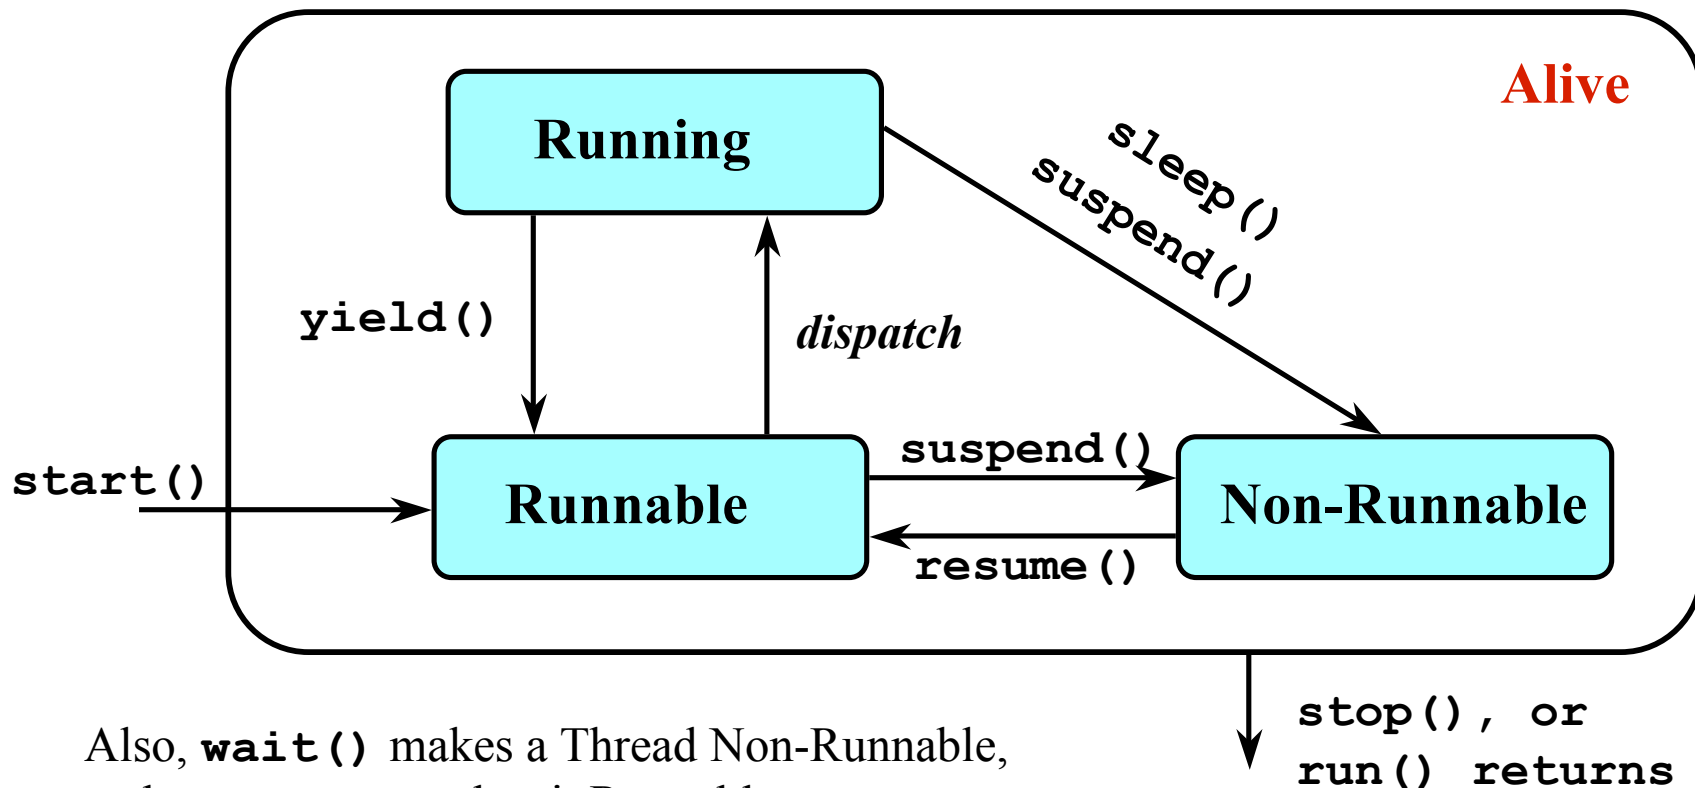 Alive
Running
sleep()
suspend()
yield()
dispatch
start()
Runnable
suspend()
resume()
Non-Runnable
stop(), or
run() returns
Also, wait() makes a Thread Non-Runnable,